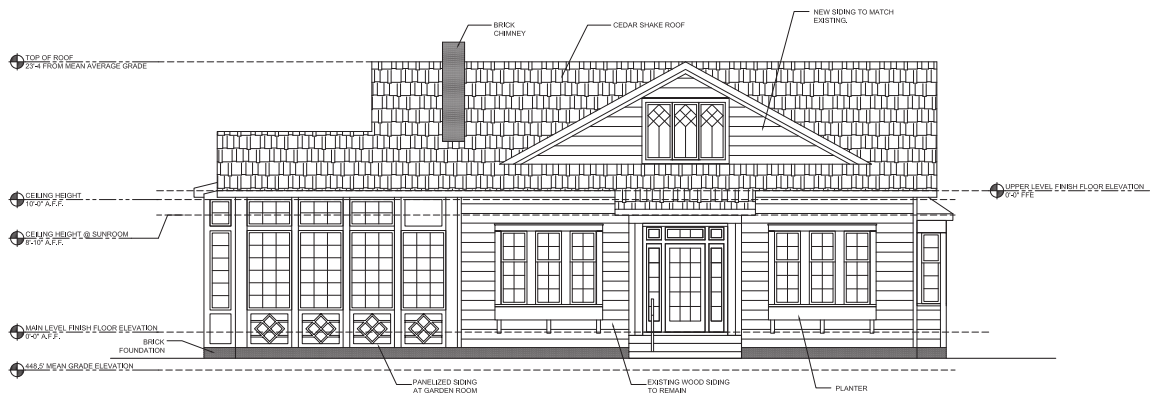 BRICK
CHIMNEY
CEDAR SHAKE ROOF
NEW SIDING TO MATCH
EXISTING.
TOP OF ROOF
23'-4 FROM MEAN AVERAGE GRADE
CEILING HEIGHT
10'-0" A.F.F.
UPPER LEVEL FINISH FLOOR ELEVATION
0'-0" FFE
CEILING HEIGHT @ SUNROOM
8'-10" A.F.F.
MAIN LEVEL FINISH FLOOR ELEVATION
0'-0" A.F.F.
BRICK
FOUNDATION
448.5' MEAN GRADE ELEVATION
PANELIZED SIDING
AT GARDEN ROOM
EXISTING WOOD SIDING
TO REMAIN
PLANTER